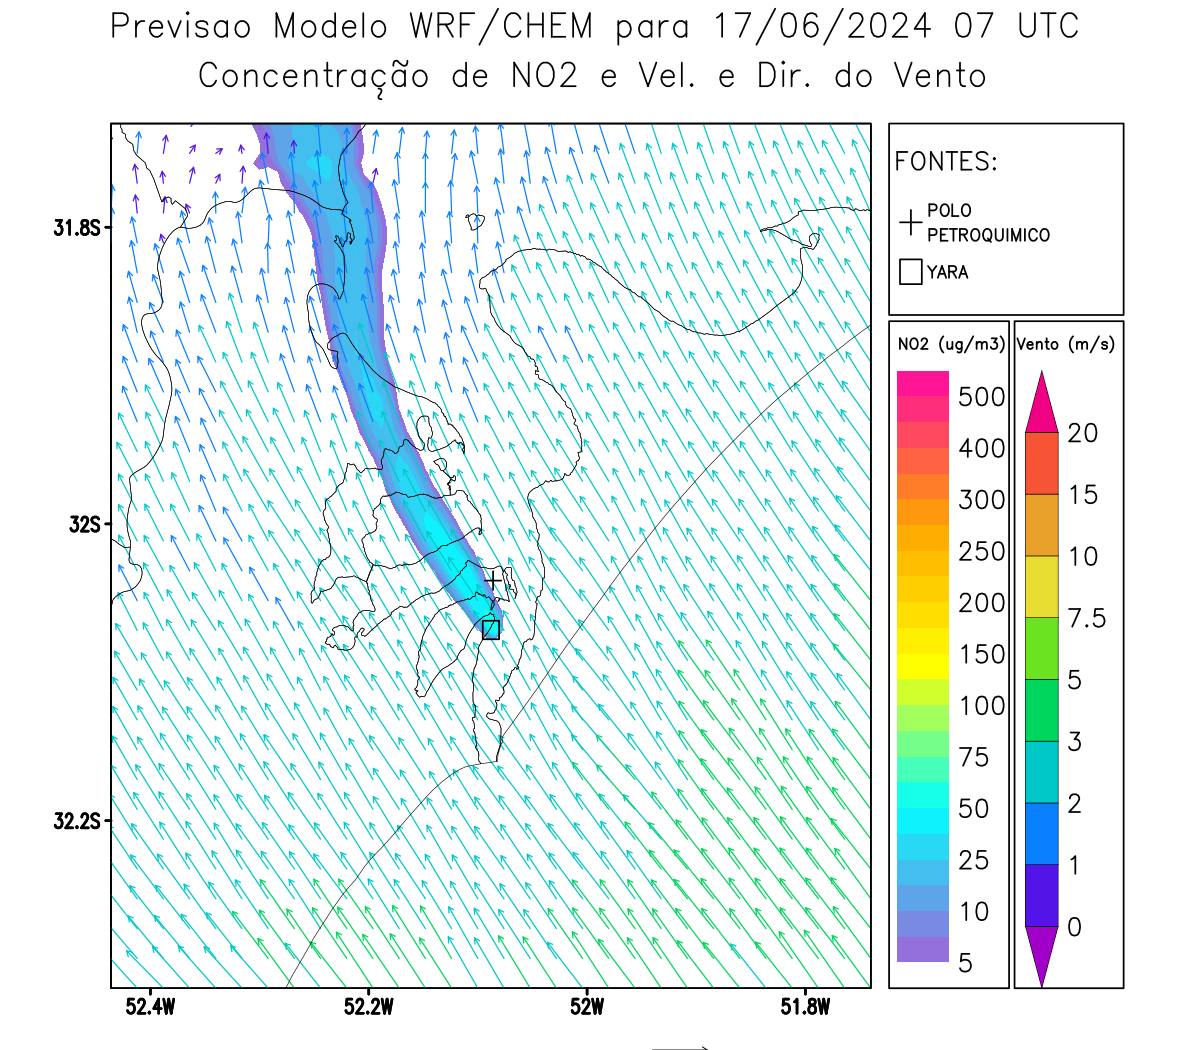 Previsao Modelo WRF/CHEM para 17/06/2024 07 UTC
Concentração de NO2 e Vel. e Dir. do Vento
FONTES:
POLO
PETROQUIMICO
YARA
NO2 (ug/m3)
500
400
300
250
200
150
100
75
50
25
10
5
Vento (m/s)
20
15
10
7.5
5
3
2
1
0
31.8S
32S
32.2S
52.4W
52.2W
52W
51.8W